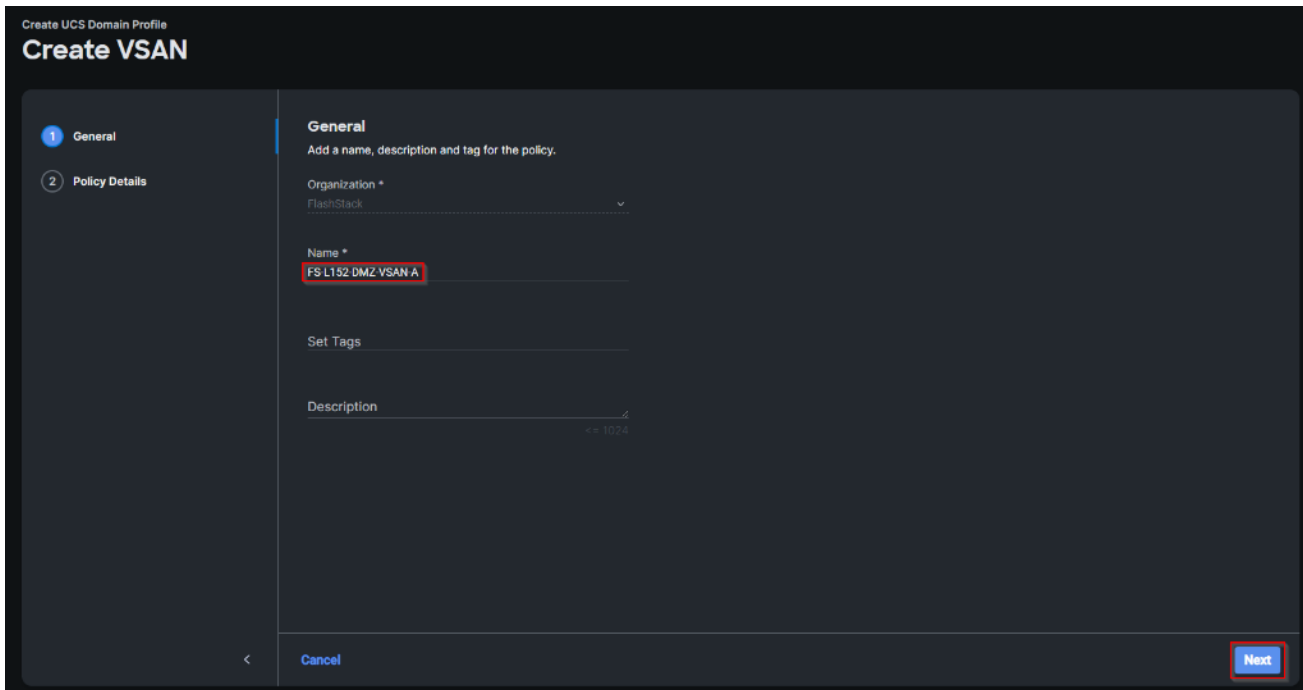 Create UCS Domain Profile
Create VSAN
1 General
2 Policy Details
General
Add a name, description and tag for the policy.
Organization *
FlashStack
Name *
FS-L152-DMZ-VSAN-A
Set Tags
Description
<= 1024
Cancel
Next